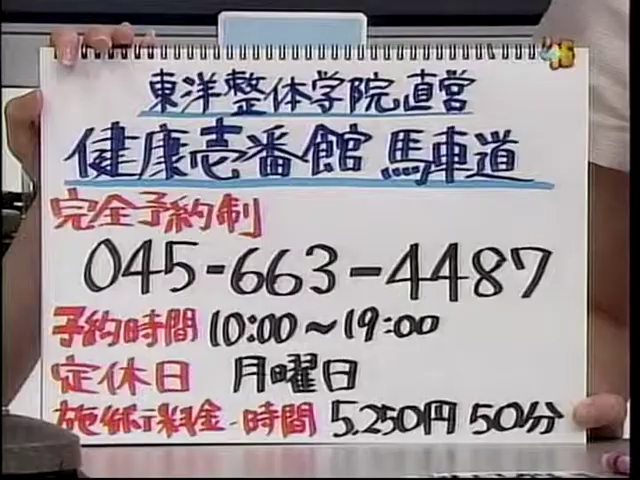 東洋整体学院直営
健康壱番館 馬車道
完全予約制
045-663-4487
予約時間 10:00～19:00
定休日 月曜日
施術料金・時間 5.250円 50分